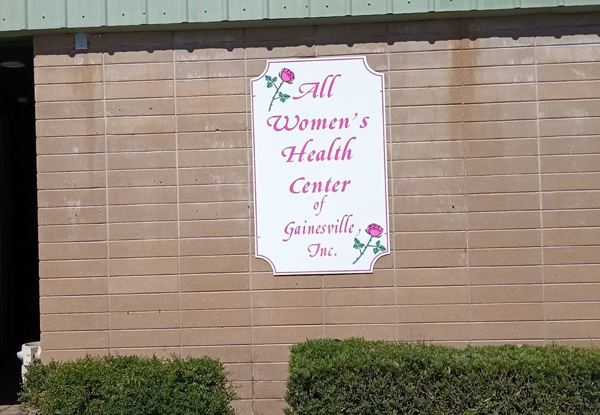 All
Women's
Health
Center
of
Gainesville,
Inc.